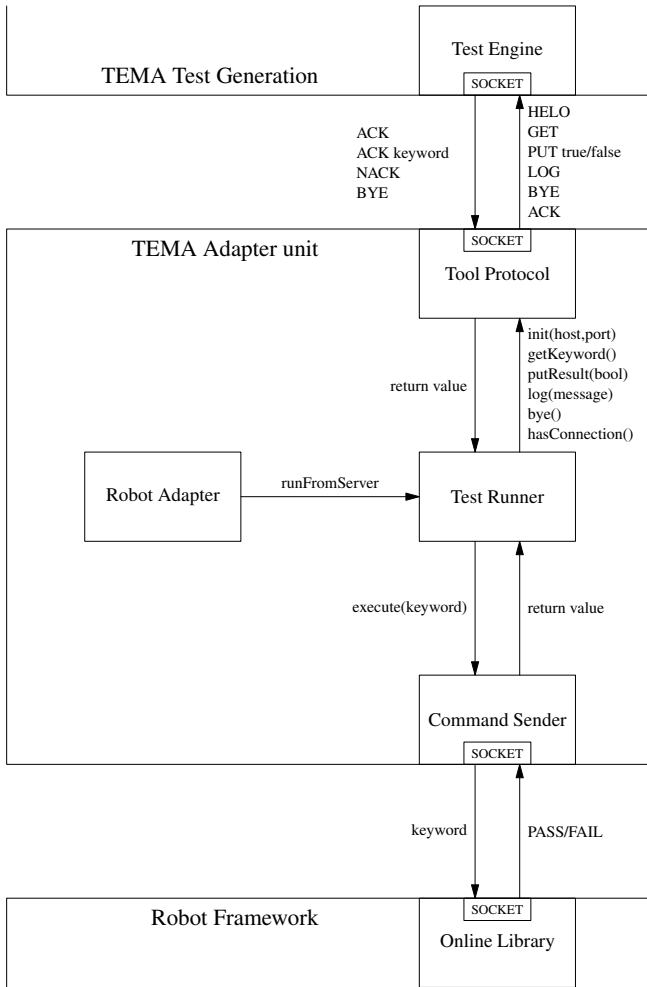 Test Engine
TEMA Test Generation
SOCKET
ACK
ACK keyword
NACK
BYE
HELO
GET
PUT true/false
LOG
BYE
ACK
TEMA Adapter unit
SOCKET
Tool Protocol
return value
init(host,port)
getKeyword()
putResult(bool)
log(message)
bye()
hasConnection()
Robot Adapter
runFromServer
Test Runner
execute(keyword)
return value
Command Sender
SOCKET
keyword
PASS/FAIL
Robot Framework
SOCKET
Online Library